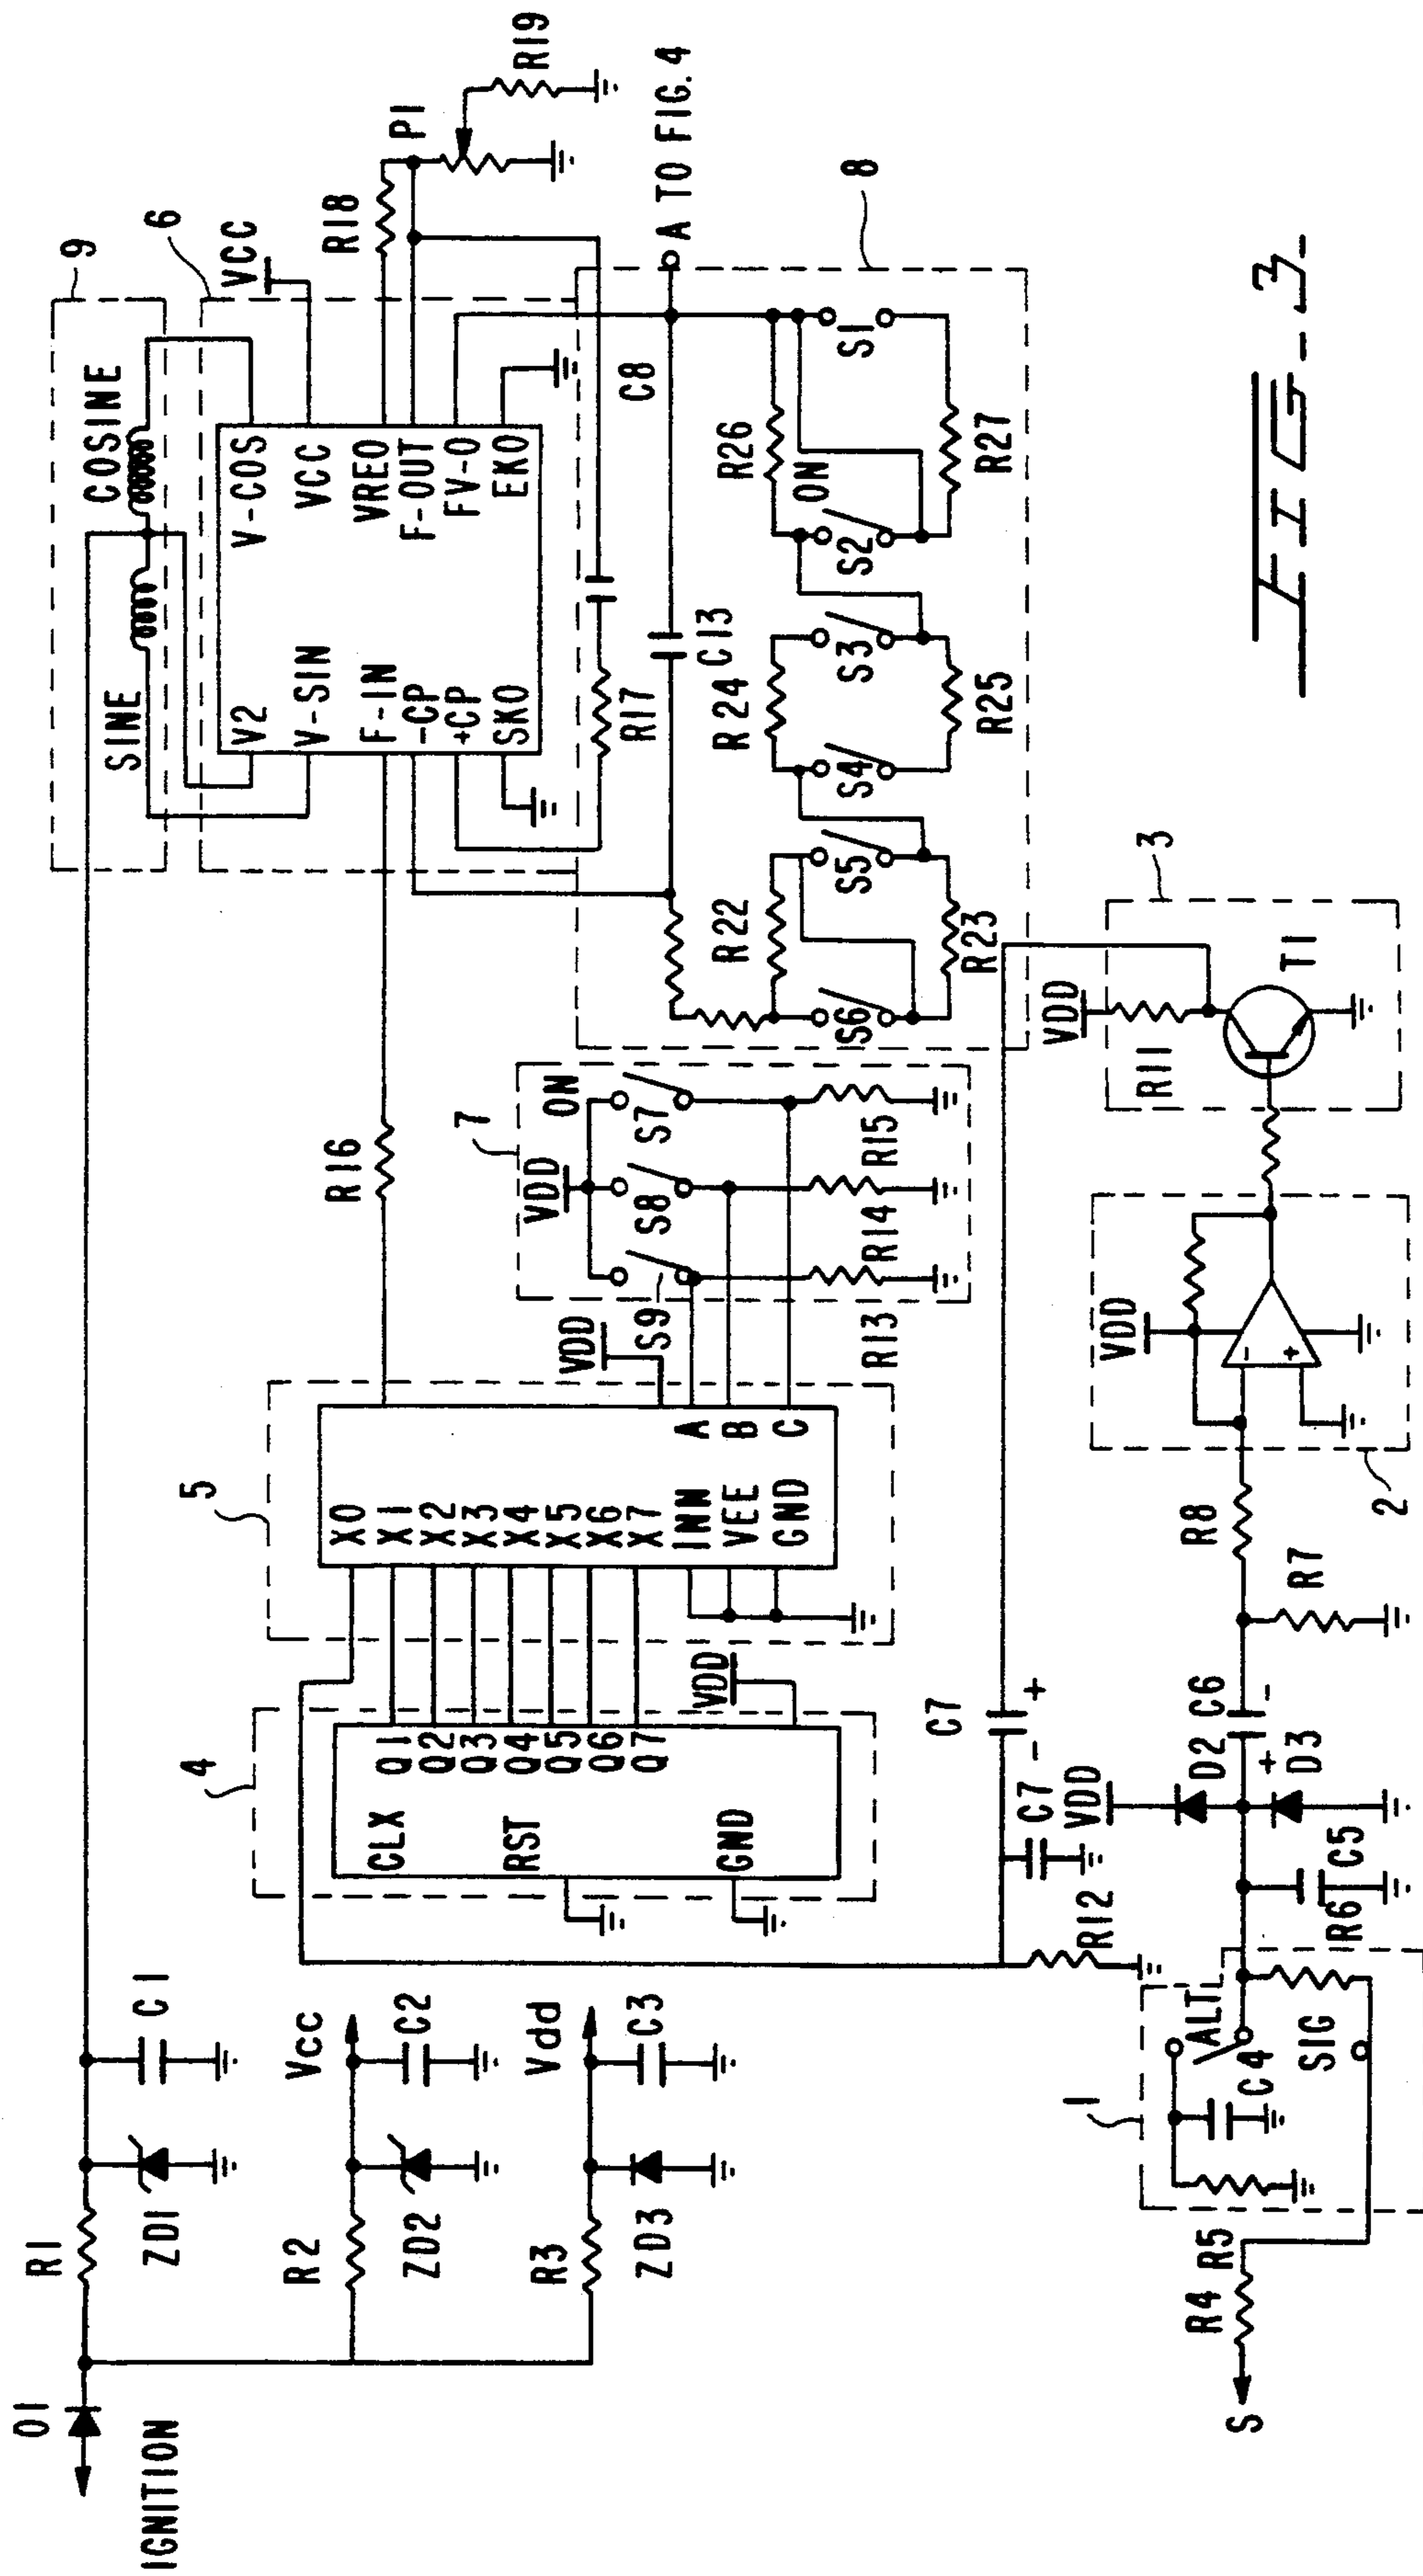 IGNITION
O1
R1
ZD1
C1
R2
ZD2
Vcc
C2
R3
ZD3
Vdd
C3
4
CLX
RST
GND
Q1
Q2
Q3
Q4
Q5
Q6
Q7
VDD
5
X0
X1
X2
X3
X4
X5
X6
X7
INN
VEE
GND
A
B
C
VDD
R16
7
VDD
ON
S9
S8
S7
R13
R14
R15
9
SINE
COSINE
6
VCC
V2
V-SIN
F-IN
-CP
+CP
SKO
V-COS
VCC
VREO
F-OUT
FV-O
EKO
R18
P1
R19
R17
C8
A TO FIG. 4
8
C13
R22
R23
R24
R25
R26
R27
ON
S6
S5
S4
S3
S2
S1
S
R4
R5
1
ALT
C4
SIG
R6
C5
R12
C7
VDD
C7
- +
D2
D3
C6
+ -
R7
R8
2
VDD
-
+
3
VDD
R11
T1
FIG-3-